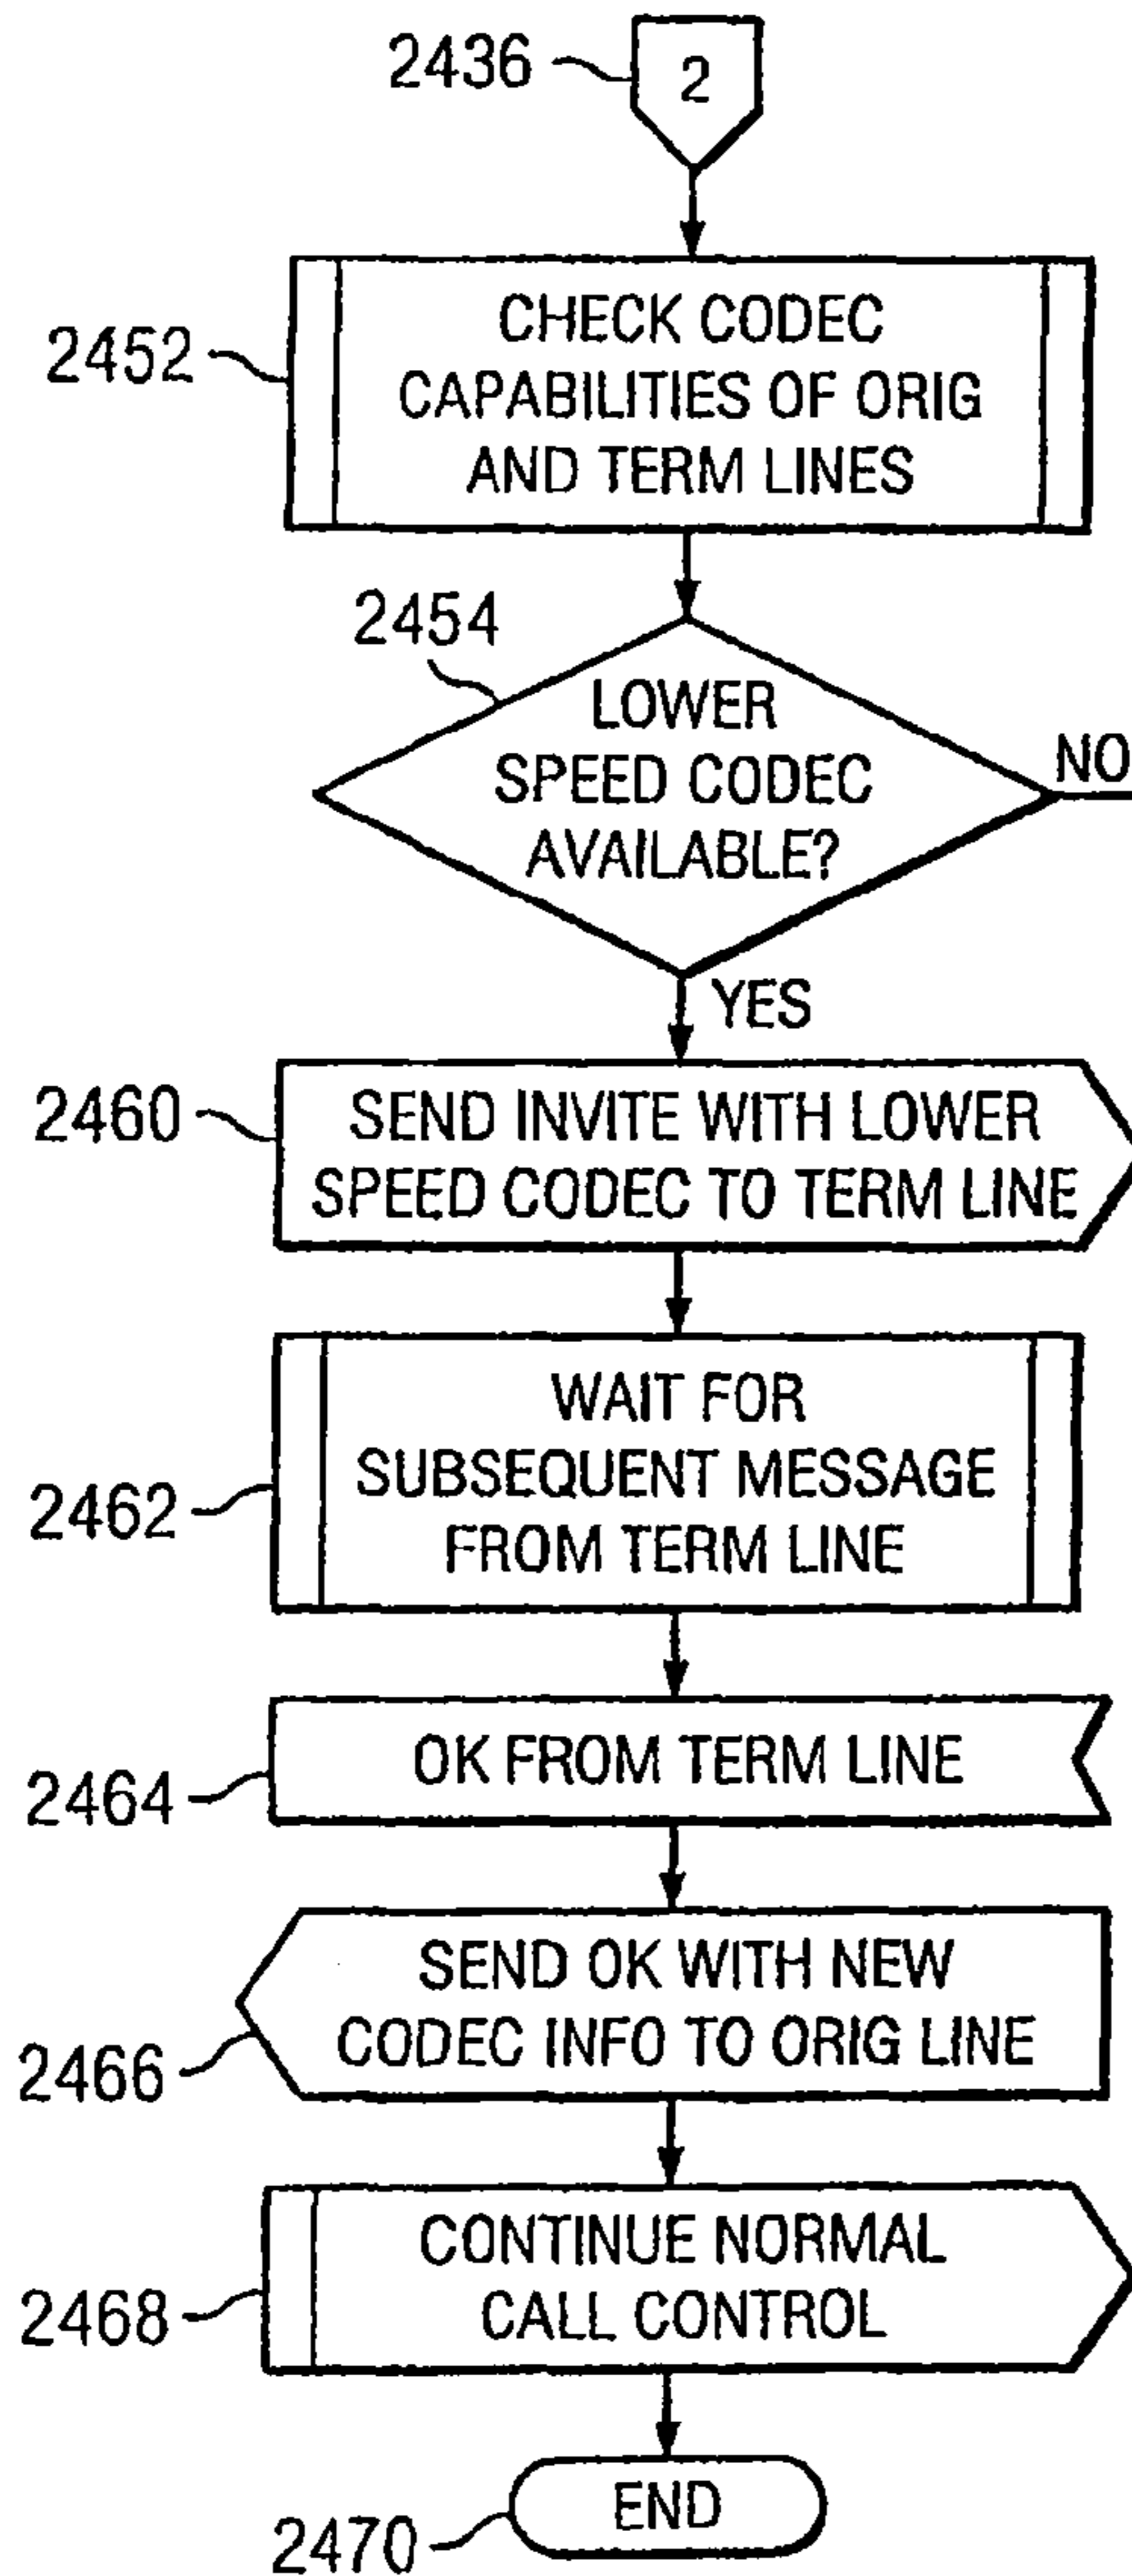 2436
2
2452
CHECK CODEC
CAPABILITIES OF ORIG
AND TERM LINES
2454
LOWER
SPEED CODEC
AVAILABLE?
NO
YES
2460
SEND INVITE WITH LOWER
SPEED CODEC TO TERM LINE
2462
WAIT FOR
SUBSEQUENT MESSAGE
FROM TERM LINE
2464
OK FROM TERM LINE
2466
SEND OK WITH NEW
CODEC INFO TO ORIG LINE
2468
CONTINUE NORMAL
CALL CONTROL
2470
END